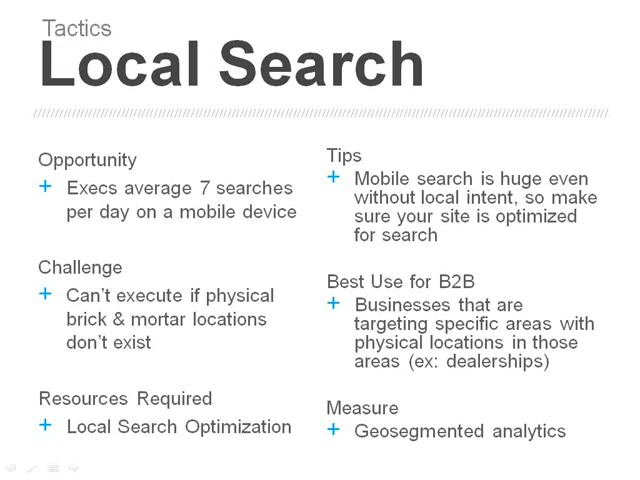 Tactics
Local Search
Opportunity
+ Execs average 7 searches
per day on a mobile device
Challenge
+ Can't execute if physical
brick & mortar locations
don't exist
Resources Required
+ Local Search Optimization
Tips
+ Mobile search is huge even
without local intent, so make
sure your site is optimized
for search
Best Use for B2B
+ Businesses that are
targeting specific areas with
physical locations in those
areas (ex: dealerships)
Measure
+ Geosegmented analytics